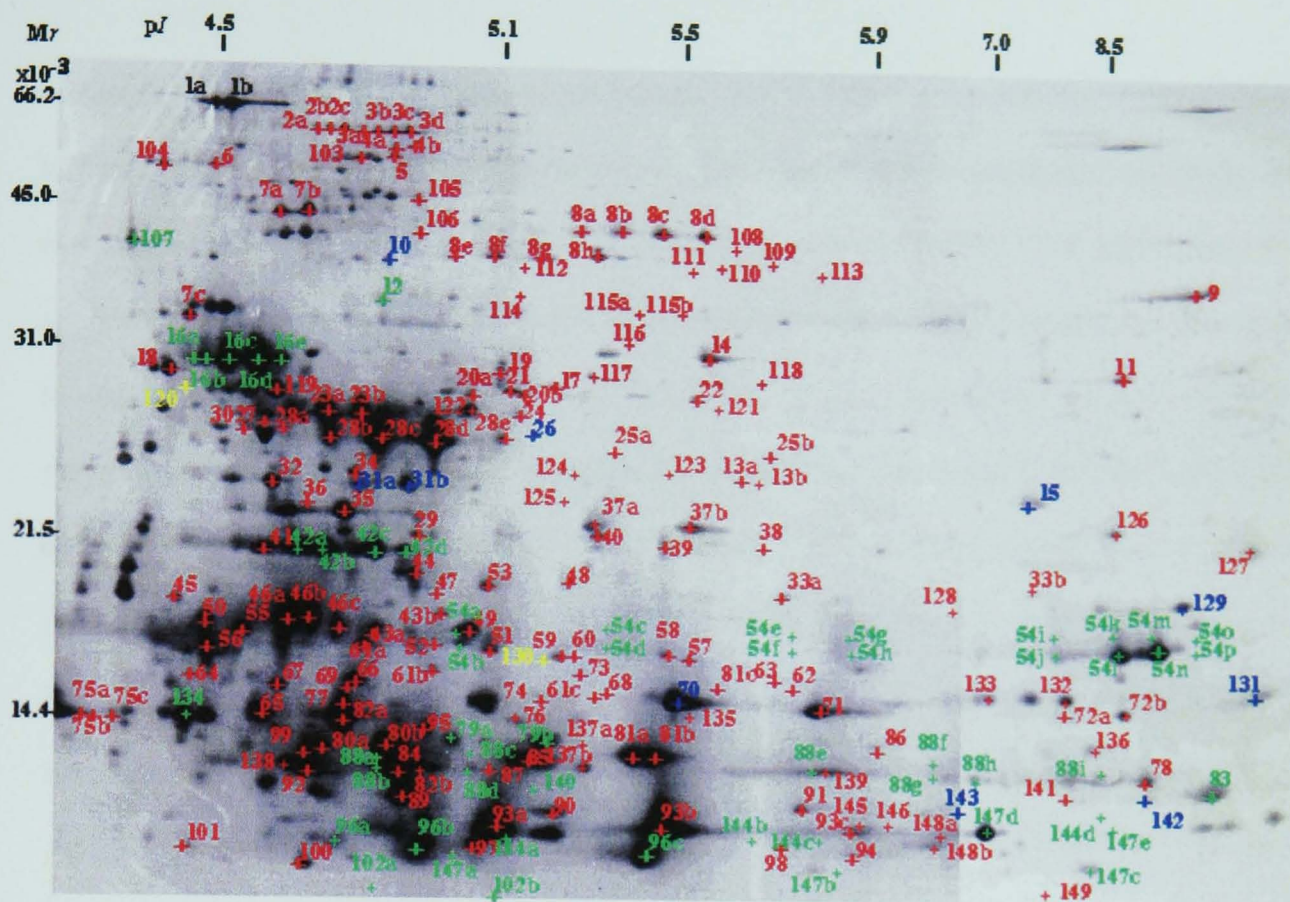 Mr pI 4.5 5.1 5.5 5.9 7.0 8.5
x10-3
66.2-
1a 1b
2a 2b 2c 3a 3b 3c 3d
4a 4b
104 6 103 5
45.0-
7a 7b 105
107 106 8a 8b 8c 8d
10 8e 8f 8g 8h 108 109
112 111 110 113
12
7c 114 115a 115b 9
31.0-
116
16a 16c 16e 14
18 19
16b 16d 20a 21 17 117 118 11
120 119 20b 22
23a 23b 122 24 121
30 27 28a 28b 28c 28d 28e 26
25a 25b
32 34 124 123 13a 13b
31a 31b
36 35 125 15
21.5-
37a 37b
29 126
41 42a 42c 40 39 38
42b 42d 127
44
45 47 53 48 33a 33b
46a 46b 128 129
50 55 46c 43b 54a 49 54c 54e 54g 54k 54m 54o
56 43a 52 51 59 60 58 57 54i
54b 130 54d 54f 54h 54j 54l 54n 54p
64 67 66 61b 73 81c 63 62
75a 75c 69 74 61c 68 70 133 132 131
14.4-
75b 134 65 77 82a 76 135 71 72a 72b
95 79a 137a 81a 81b
99 80a 80b 88c 86 88f 136
138 84 137b 88e 88h 88i
92 88b 82b 87 88d 140 139 88g 141 78 83
89 90 91 145 143 142
93a 93b 93c 146
96a 96b 144b 148a 147d 144d
101 97 144a 96c 144c 147e
100 98 94 148b
102a 147a 147b 147c
102b 149